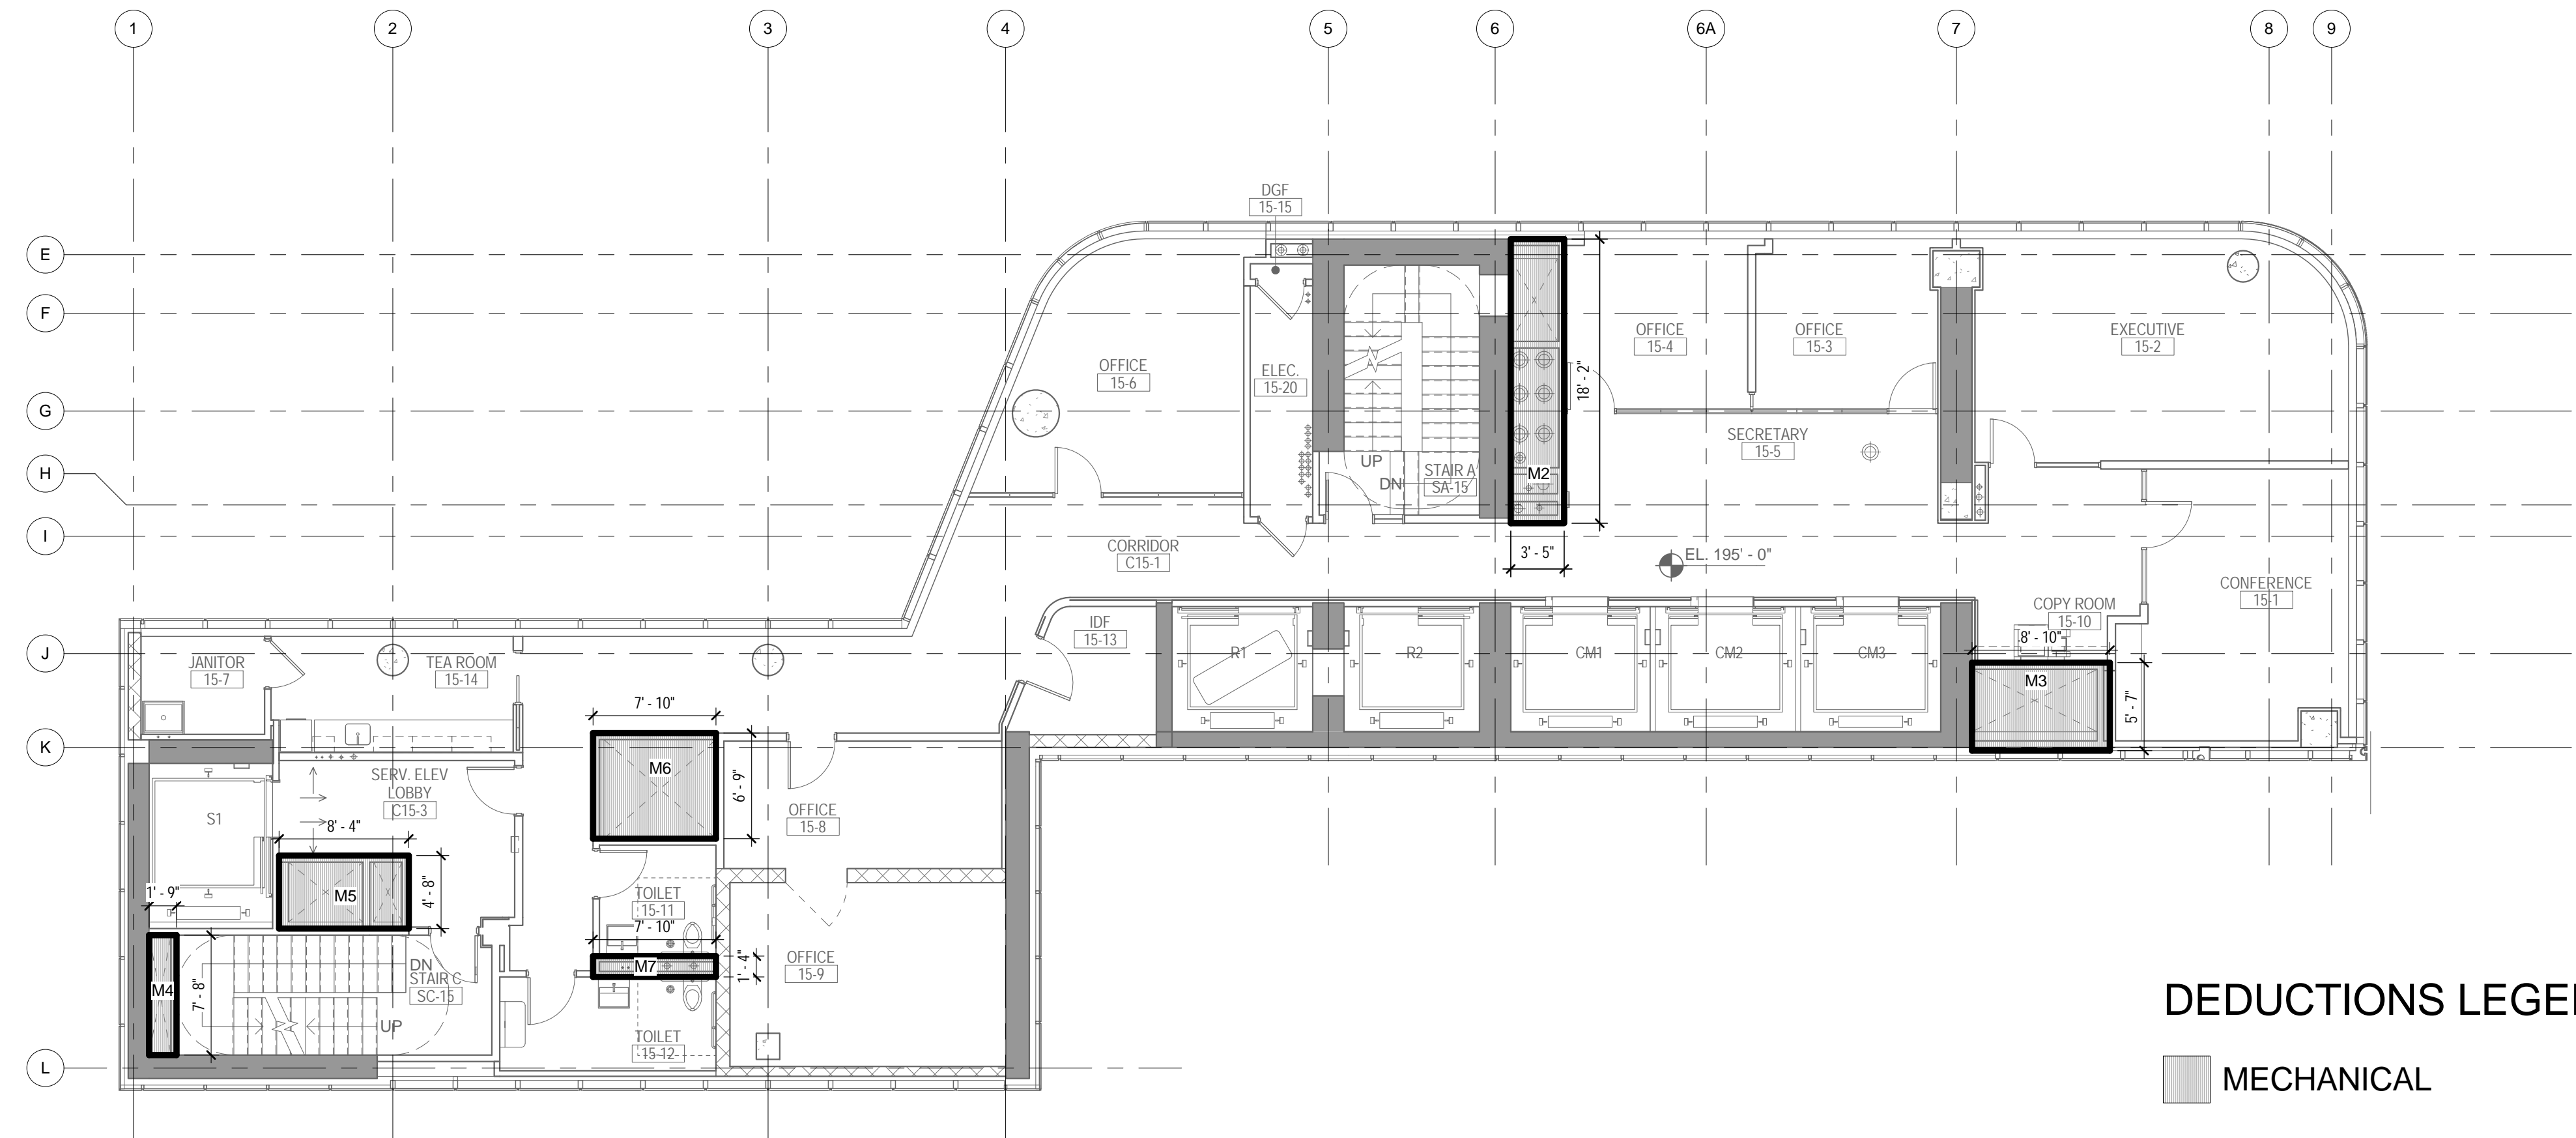 1
2
3
4
5
6
6A
7
8
9
DGF
15-15
E
F
OFFICE
15-4
OFFICE
15-3
EXECUTIVE
15-2
OFFICE
15-6
ELEC.
15-20
18' - 2"
G
SECRETARY
15-5
UP
STAIR A
SA-15
DN
M2
H
I
CORRIDOR
C15-1
3' - 5"
EL. 195' - 0"
CONFERENCE
15-1
COPY ROOM
15-10
IDF
15-13
8' - 10"
J
JANITOR
15-7
TEA ROOM
15-14
R1
R2
CM1
CM2
CM3
M3
5' - 7"
7' - 10"
K
M6
6' - 9"
SERV. ELEV
LOBBY
C15-3
S1
8' - 4"
OFFICE
15-8
1' - 9"
M5
4' - 8"
TOILET
15-11
7' - 10"
M7
1' - 4"
OFFICE
15-9
DN
STAIR C
SC-15
M4
7' - 8"
UP
TOILET
15-12
L
DEDUCTIONS LEGE
MECHANICAL